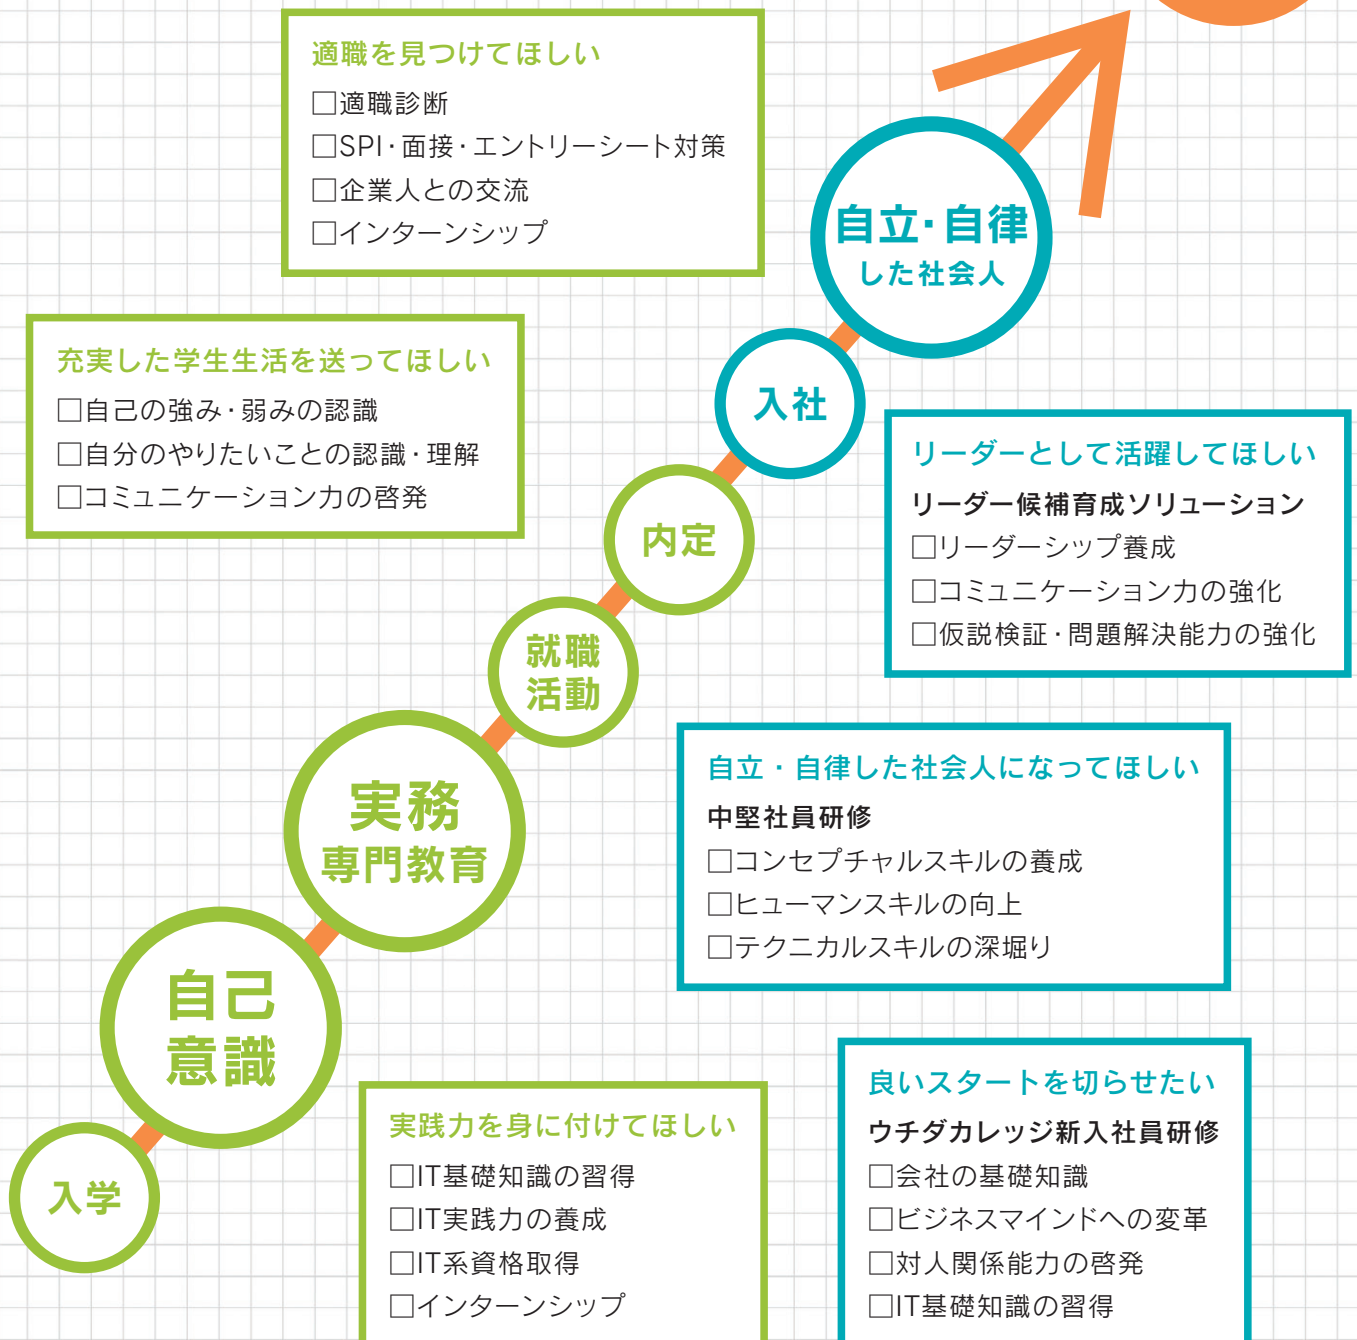 適職を見つけてほしい
□適職診断
□SPI・面接・エントリーシート対策
□企業人との交流
□インターンシップ
自立・自律
した社会人
充実した学生生活を送ってほしい
□自己の強み・弱みの認識
□自分のやりたいことの認識・理解
□コミュニケーション力の啓発
入社
リーダーとして活躍してほしい
リーダー候補育成ソリューション
□リーダーシップ養成
□コミュニケーション力の強化
□仮説検証・問題解決能力の強化
内定
就職
活動
自立・自律した社会人になってほしい
中堅社員研修
□コンセプチャルスキルの養成
□ヒューマンスキルの向上
□テクニカルスキルの深堀り
実務
専門教育
自己
意識
入学
実践力を身に付けてほしい
□IT基礎知識の習得
□IT実践力の養成
□IT系資格取得
□インターンシップ
良いスタートを切らせたい
ウチダカレッジ新入社員研修
□会社の基礎知識
□ビジネスマインドへの変革
□対人関係能力の啓発
□IT基礎知識の習得